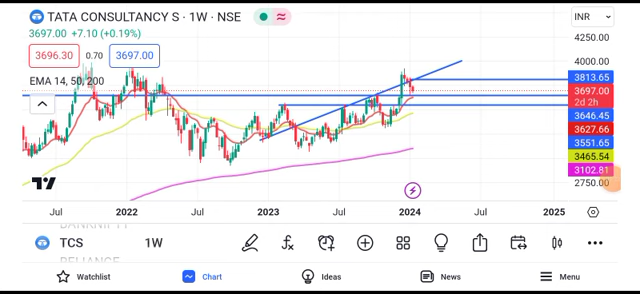 TATA CONSULTANCY S · 1W · NSE
INR
3697.00 +7.10 (+0.19%)
3696.30 0.70 3697.00
EMA 14, 50, 200
4250.00
4000.00
3813.65
3697.00
2d 2h
3646.45
3627.66
3551.65
3465.54
3102.81
2750.00
Jul 2022 Jul 2023 Jul 2024 Jul 2025
BANKNIFTY
TCS 1W
RELIANCE
Watchlist Chart Ideas News Menu